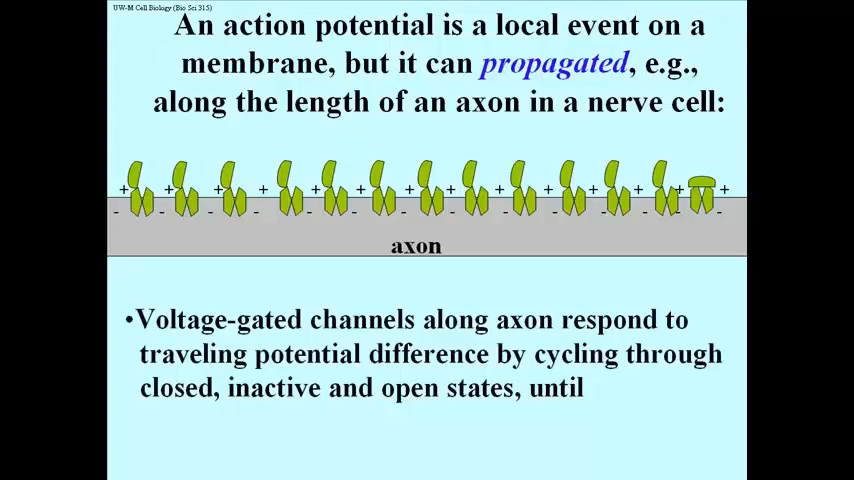 UW-M Cell Biology (Bio Sci 315)
An action potential is a local event on a
membrane, but it can propagated, e.g.,
along the length of an axon in a nerve cell:
+ + + + + + + + + + + + + +
- - - - - - - - - - - - - -
axon
•Voltage-gated channels along axon respond to
traveling potential difference by cycling through
closed, inactive and open states, until